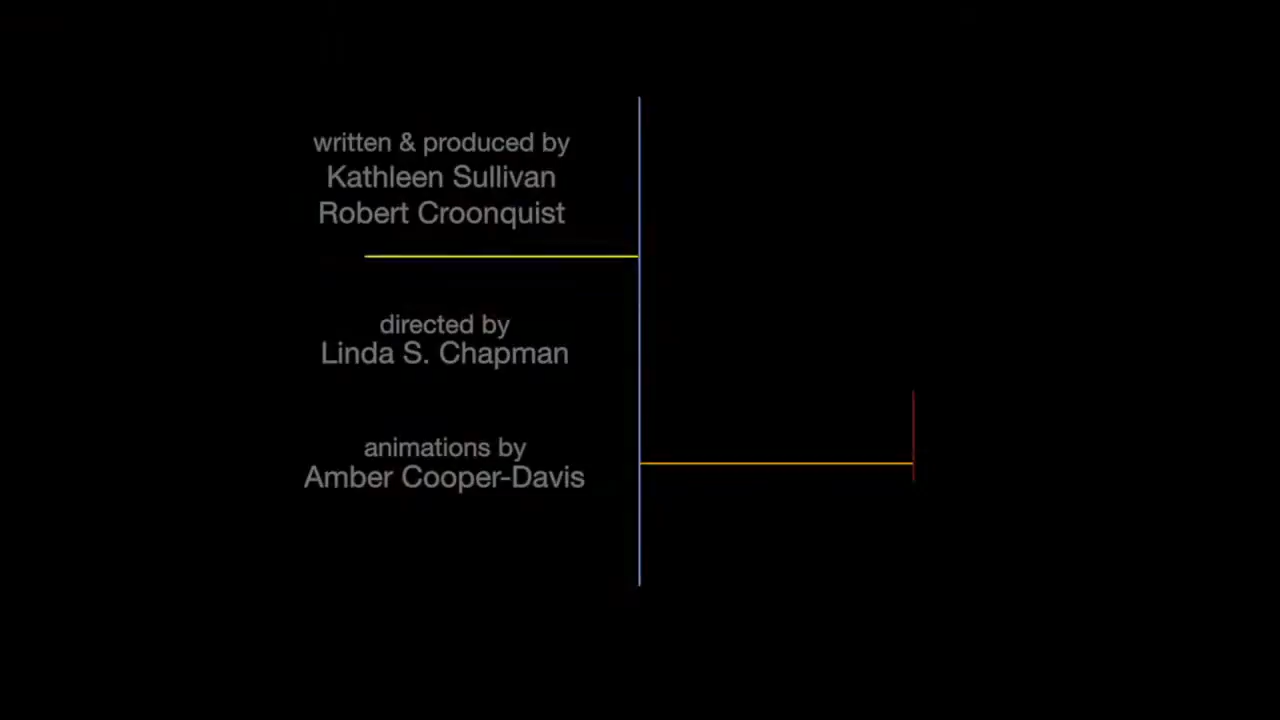 written & produced by
Kathleen Sullivan
Robert Croonquist
directed by
Linda S. Chapman
animations by
Amber Cooper-Davis